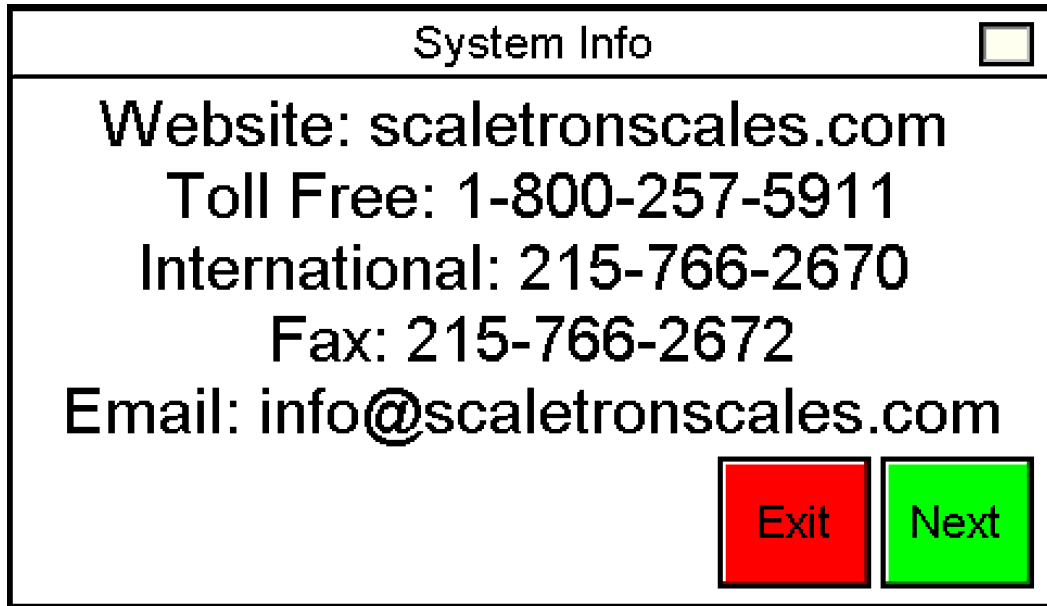 System Info
Website: scaletronscales.com
Toll Free: 1-800-257-5911
International: 215-766-2670
Fax: 215-766-2672
Email: info@scaletronscales.com
Exit Next